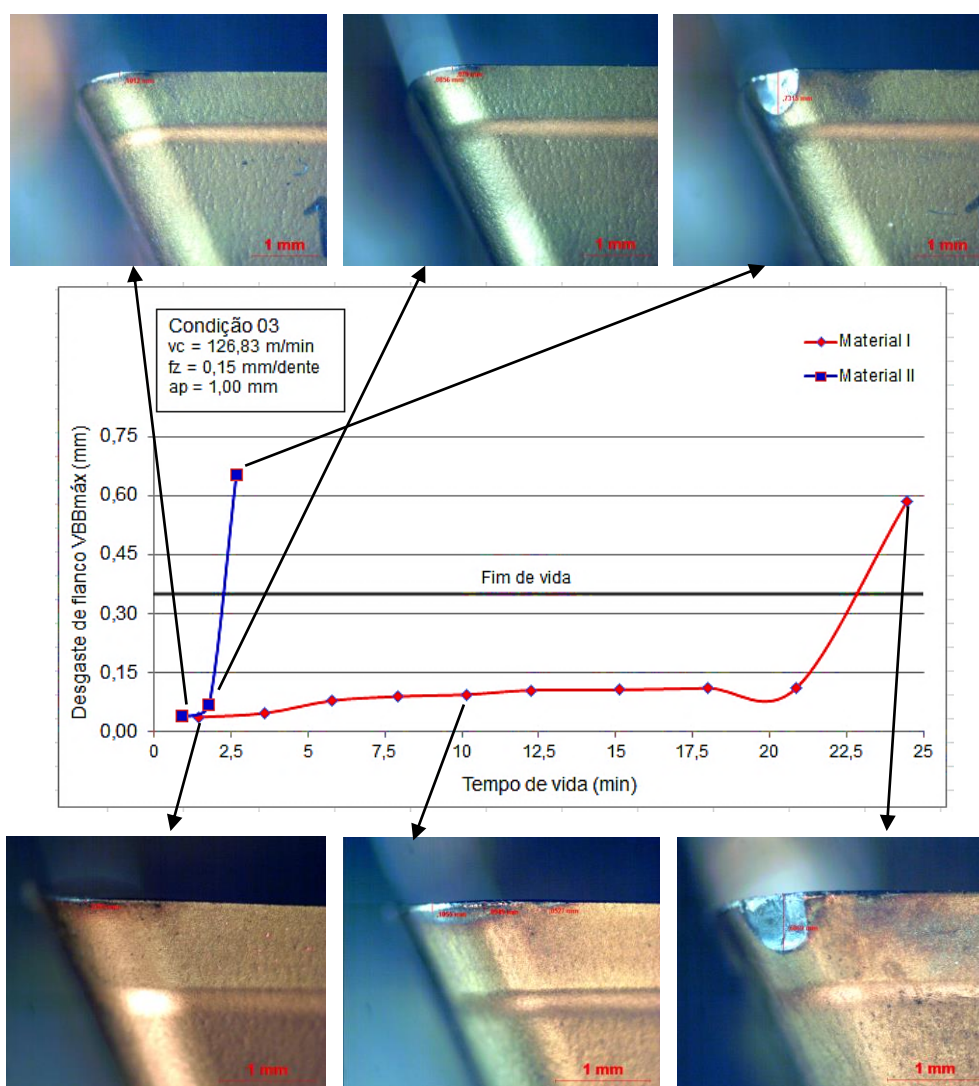 1 mm
1 mm
1 mm
Condição 03
vc = 126,83 m/min
fz = 0,15 mm/dente
ap = 1,00 mm
Material I
Material II
Desgaste de flanco VBBmáx (mm)
0,75
0,60
0,45
0,30
0,15
0,00
Fim de vida
0
2,5
5
7,5
10
12,5
15
17,5
20
22,5
25
Tempo de vida (min)
1 mm
1 mm
1 mm